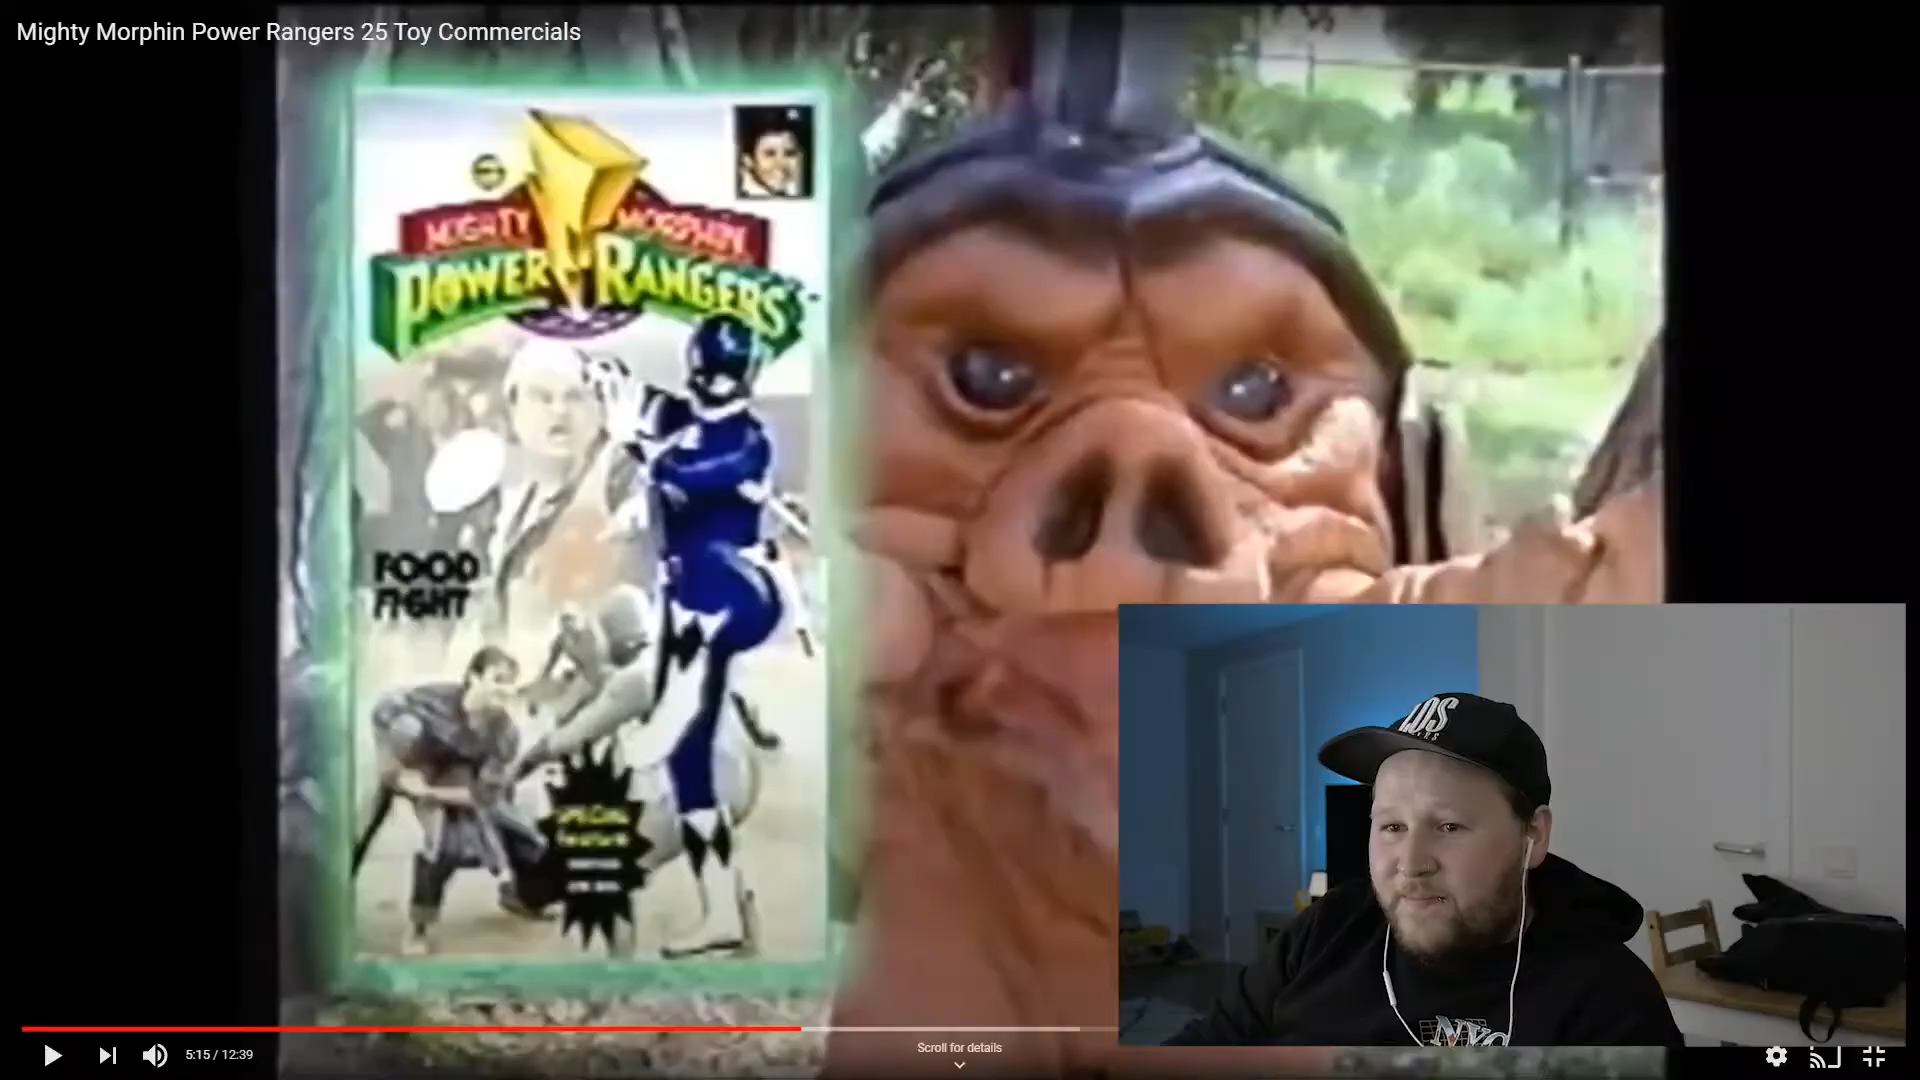 Mighty Morphin Power Rangers 25 Toy Commercials
MIGHTY MORPHIN
POWER RANGERS
FOOD
FIGHT
SPECIAL
NYC
5:15 / 12:39
Scroll for details